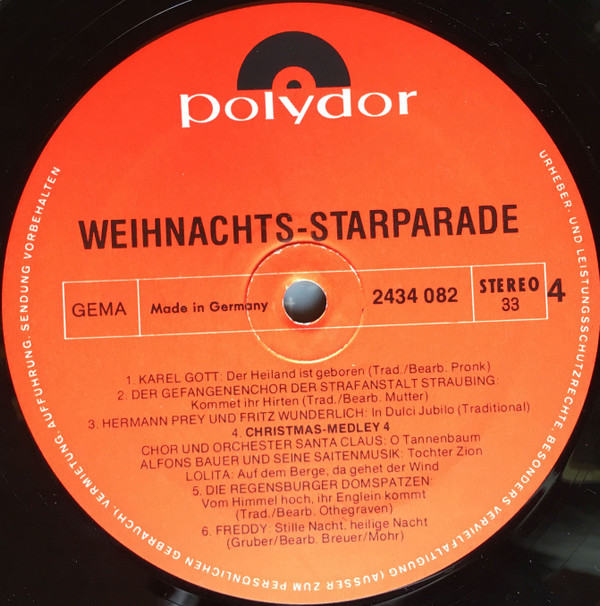 polydor
WEIHNACHTS-STARPARADE
GEMA
Made in Germany
2434 082
STEREO
33
4
1. KAREL GOTT: Der Heiland ist geboren (Trad./Bearb. Pronk)
2. DER GEFANGENENCHOR DER STRAFANSTALT STRAUBING:
Kommet ihr Hirten (Trad./Bearb. Mutter)
3. HERMANN PREY UND FRITZ WUNDERLICH: In Dulci Jubilo (Traditional)
4. CHRISTMAS-MEDLEY 4
CHOR UND ORCHESTER SANTA CLAUS: O Tannenbaum
ALFONS BAUER UND SEINE SAITENMUSIK: Tochter Zion
LOLITA: Auf dem Berge, da gehet der Wind
5. DIE REGENSBURGER DOMSPATZEN:
Vom Himmel hoch, ihr Englein kommt
(Trad./Bearb. Othegraven)
6. FREDDY: Stille Nacht, heilige Nacht
(Gruber/Bearb. Breuer/Mohr)
URHEBER- UND LEISTUNGSSCHUTZRECHTE, BESONDERS VERVIELFÄLTIGUNG (AUSSER ZUM PERSÖNLICHEN GEBRAUCH), VERMIETUNG, AUFFÜHRUNG, SENDUNG VORBEHALTEN